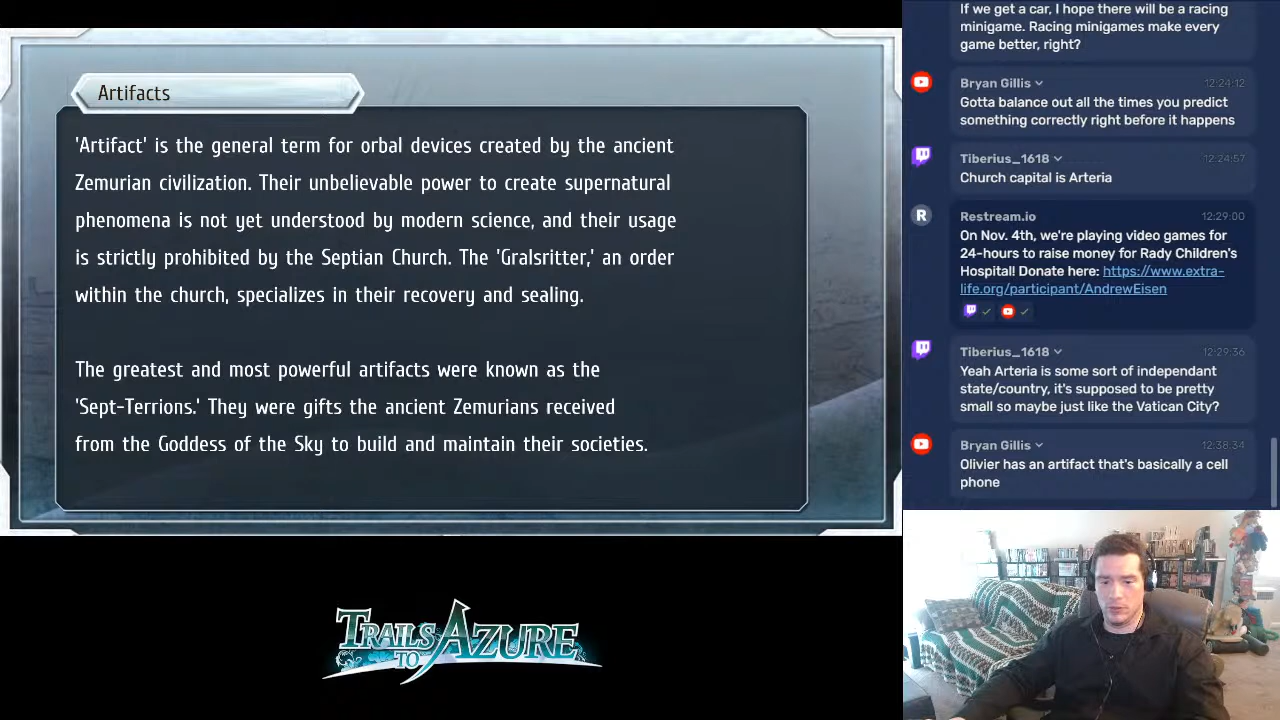 Artifacts
'Artifact' is the general term for orbal devices created by the ancient
Zemurian civilization. Their unbelievable power to create supernatural
phenomena is not yet understood by modern science, and their usage
is strictly prohibited by the Septian Church. The 'Gralsritter,' an order
within the church, specializes in their recovery and sealing.
The greatest and most powerful artifacts were known as the
'Sept-Terrions.' They were gifts the ancient Zemurians received
from the Goddess of the Sky to build and maintain their societies.
TRAILS TO AZURE
If we get a car, I hope there will be a racing
minigame. Racing minigames make every
game better, right?
Bryan Gillis 12:24:12
Gotta balance out all the times you predict
something correctly right before it happens
Tiberius_1618 12:24:57
Church capital is Arteria
R
Restream.io 12:29:00
On Nov. 4th, we're playing video games for
24-hours to raise money for Rady Children's
Hospital! Donate here: https://www.extra-
life.org/participant/AndrewEisen
Tiberius_1618 12:29:36
Yeah Arteria is some sort of independant
state/country, it's supposed to be pretty
small so maybe just like the Vatican City?
Bryan Gillis 12:38:34
Olivier has an artifact that's basically a cell
phone